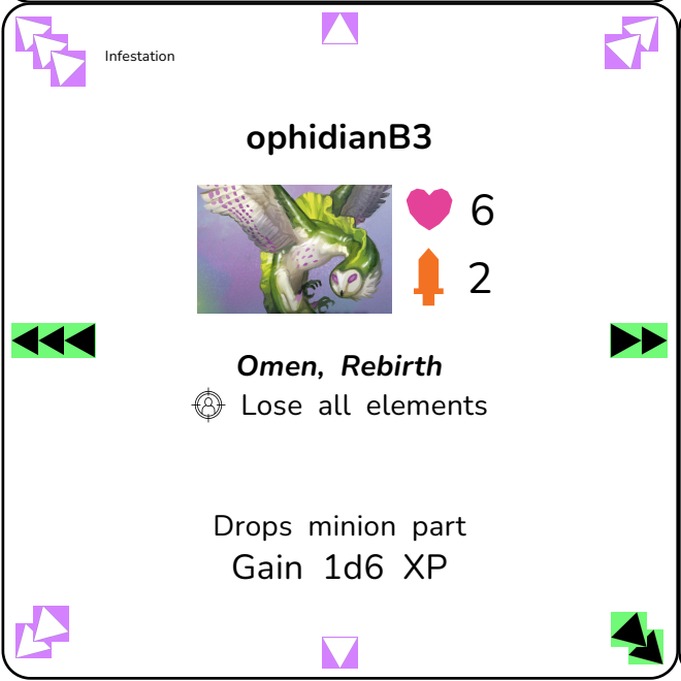 Infestation
ophidianB3
6
2
Omen, Rebirth
Lose all elements
Drops minion part
Gain 1d6 XP